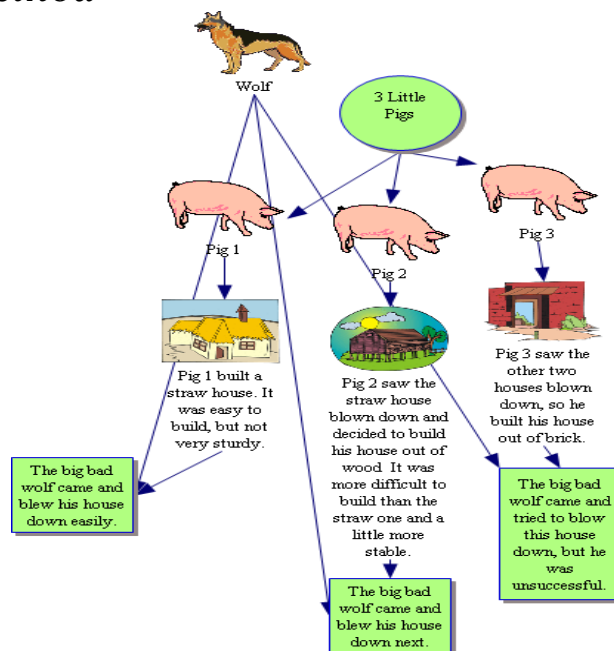 Wolf
3 Little
Pigs
Pig 1
Pig 2
Pig 3
Pig 1 built a
straw house. It
was easy to
build, but not
very sturdy.
Pig 2 saw the
straw house
blown down and
decided to build
his house out of
wood. It was
more difficult to
build than the
straw one and a
little more
stable.
Pig 3 saw the
other two
houses blown
down, so he
built his house
out of brick.
The big bad
wolf came and
blew his house
down easily.
The big bad
wolf came and
blew his house
down next.
The big bad
wolf came and
tried to blow
this house
down, but he
was
unsuccessful.